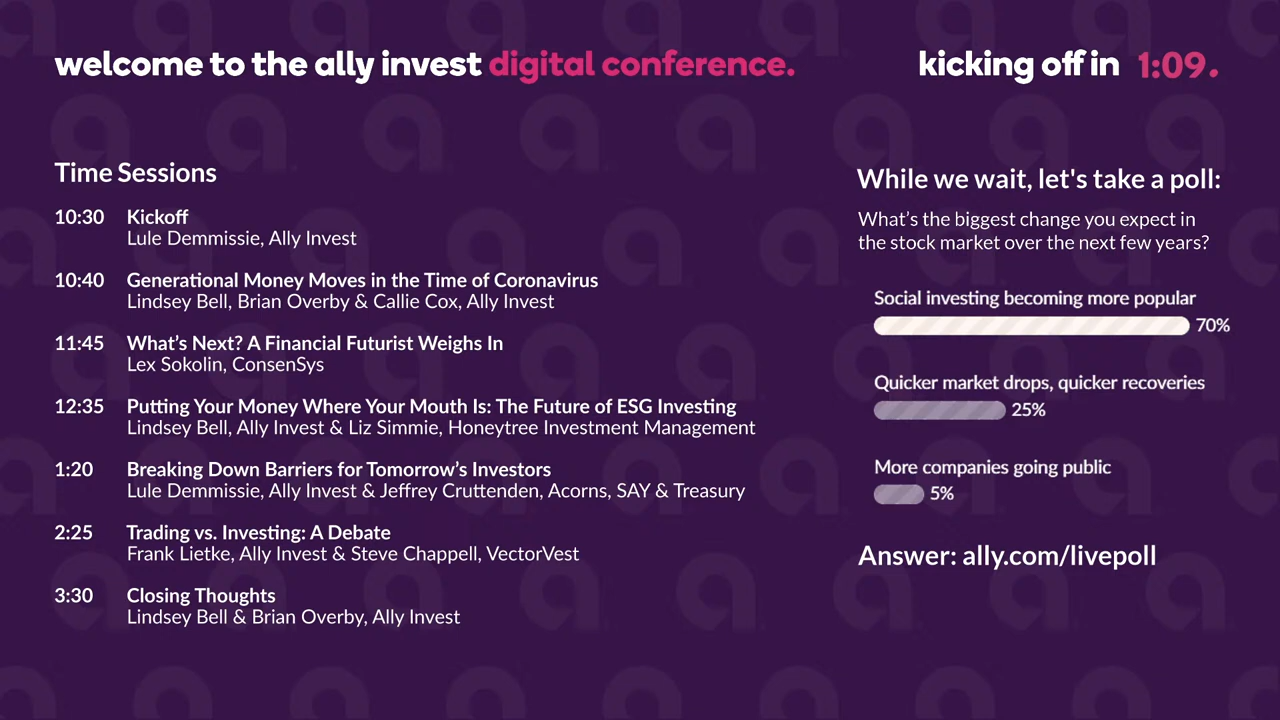 welcome to the ally invest digital conference.
kicking off in 1:09.
Time Sessions
10:30 Kickoff
Lule Demmissie, Ally Invest
10:40 Generational Money Moves in the Time of Coronavirus
Lindsey Bell, Brian Overby & Callie Cox, Ally Invest
11:45 What's Next? A Financial Futurist Weighs In
Lex Sokolin, ConsenSys
12:35 Putting Your Money Where Your Mouth Is: The Future of ESG Investing
Lindsey Bell, Ally Invest & Liz Simmie, Honeytree Investment Management
1:20 Breaking Down Barriers for Tomorrow's Investors
Lule Demmissie, Ally Invest & Jeffrey Cruttenden, Acorns, SAY & Treasury
2:25 Trading vs. Investing: A Debate
Frank Lietke, Ally Invest & Steve Chappell, VectorVest
3:30 Closing Thoughts
Lindsey Bell & Brian Overby, Ally Invest
While we wait, let's take a poll:
What's the biggest change you expect in
the stock market over the next few years?
Social investing becoming more popular
70%
Quicker market drops, quicker recoveries
25%
More companies going public
5%
Answer: ally.com/livepoll